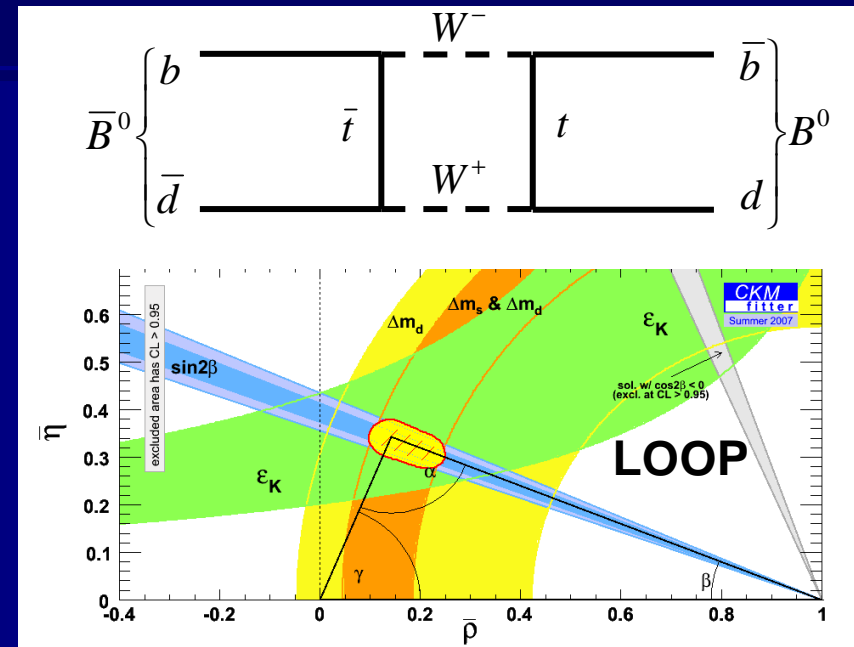 W⁻
b
b̄
B̄⁰
t̄
t
B⁰
W⁺
d̄
d
Δm_d
Δm_s & Δm_d
CKM
fitter
Summer 2007
ε_K
sin2β
sol. w/ cos2β < 0
(excl. at CL > 0.95)
excluded area has CL > 0.95
LOOP
α
ε_K
γ
β
η̄
0.6
0.5
0.4
0.3
0.2
0.1
0
-0.4
-0.2
0
0.2
0.4
0.6
0.8
1
ρ̄